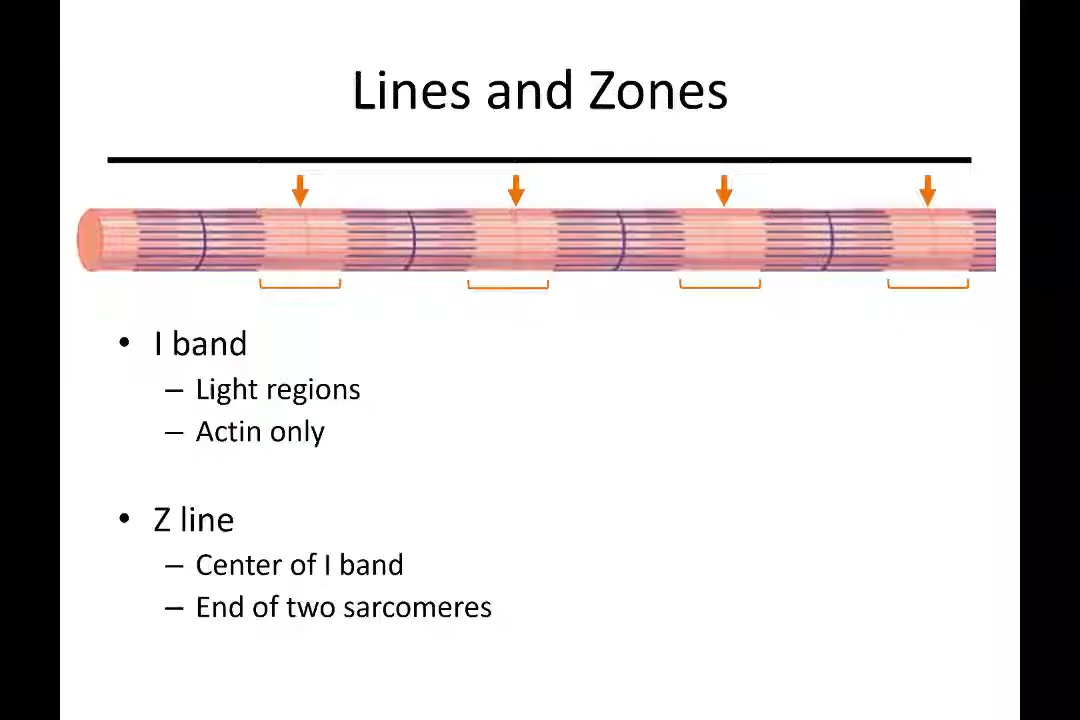 Lines and Zones
• I band
– Light regions
– Actin only
• Z line
– Center of I band
– End of two sarcomeres